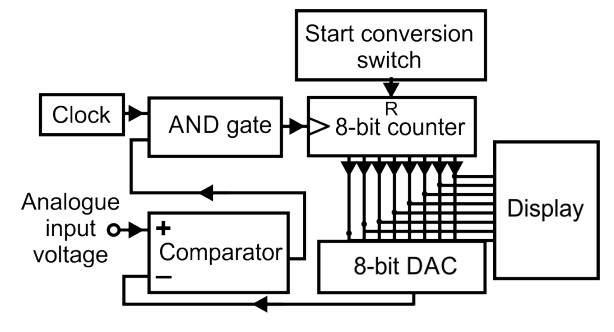 Start conversion
switch
Clock
AND gate
R
8-bit counter
Analogue
input
voltage
+
Comparator
–
8-bit DAC
Display